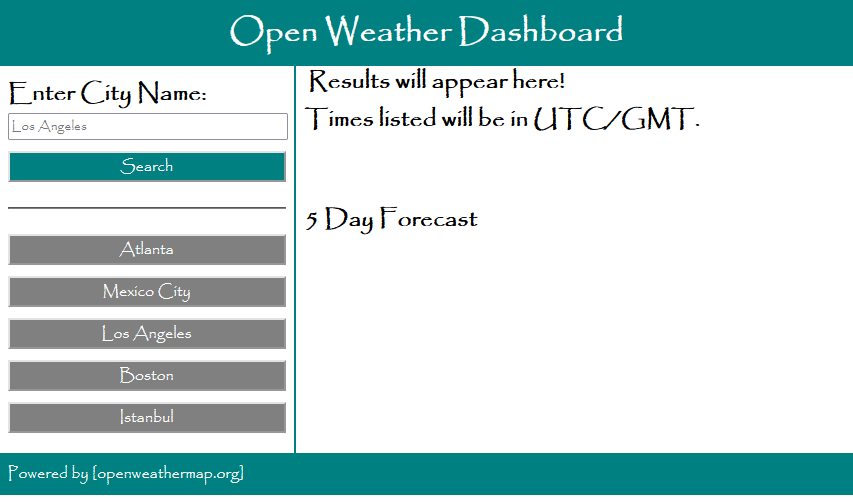 Open Weather Dashboard
Enter City Name:
Los Angeles
Search
Atlanta
Mexico City
Los Angeles
Boston
Istanbul
Results will appear here!
Times listed will be in UTC/GMT.
5 Day Forecast
Powered by [openweathermap.org]